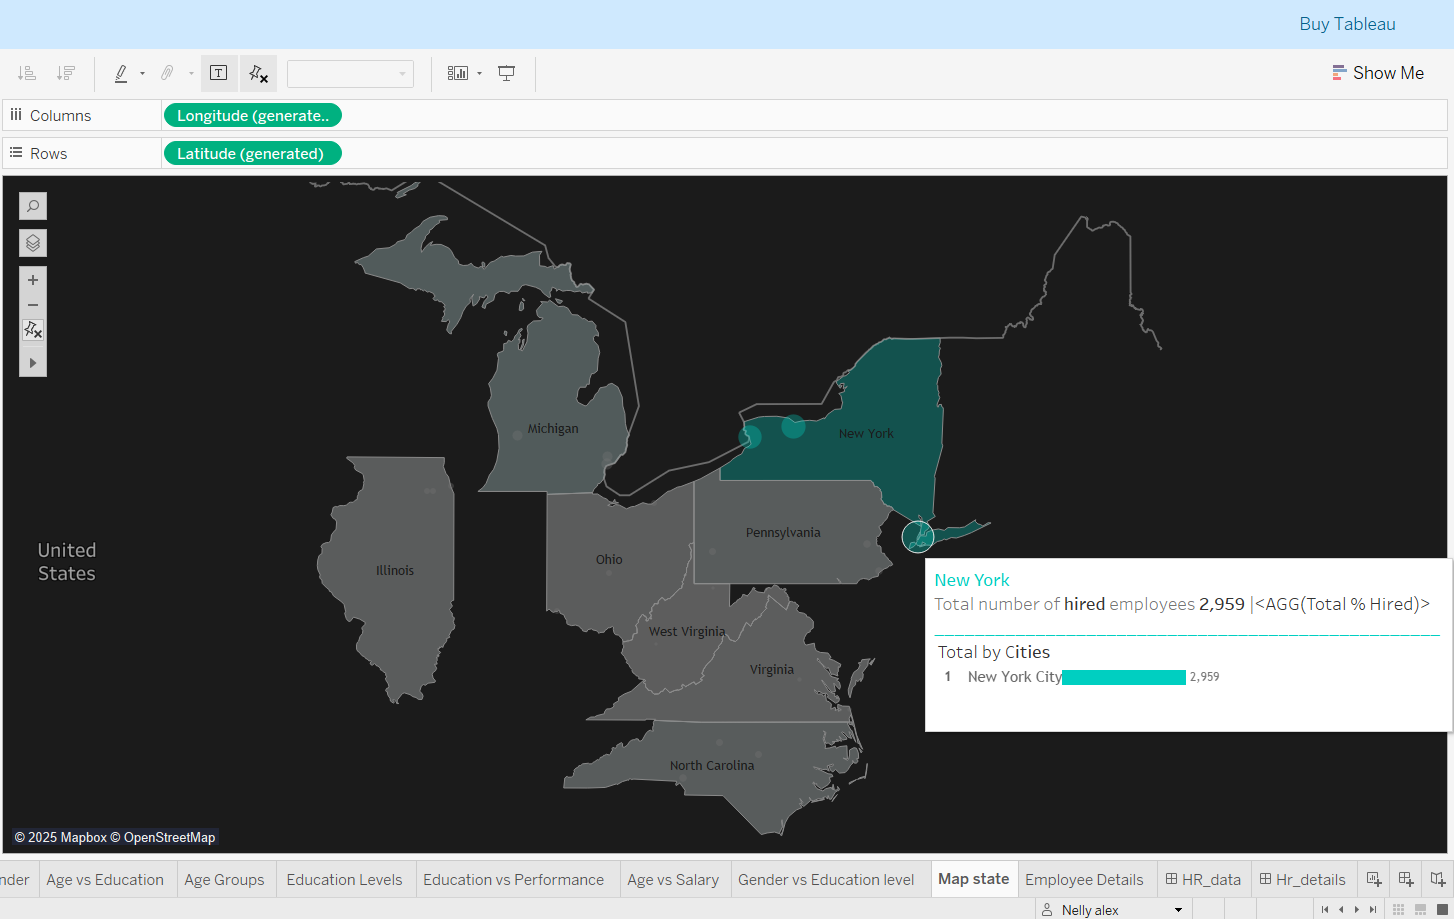 Buy Tableau
Show Me
Columns
Longitude (generate..
Rows
Latitude (generated)
Michigan
New York
Pennsylvania
United
States
Ohio
Illinois
West Virginia
Virginia
North Carolina
New York
Total number of hired employees 2,959 |<AGG(Total % Hired)>
Total by Cities
1 New York City 2,959
© 2025 Mapbox © OpenStreetMap
nder Age vs Education Age Groups Education Levels Education vs Performance Age vs Salary Gender vs Education level Map state Employee Details HR_data Hr_details
Nelly alex